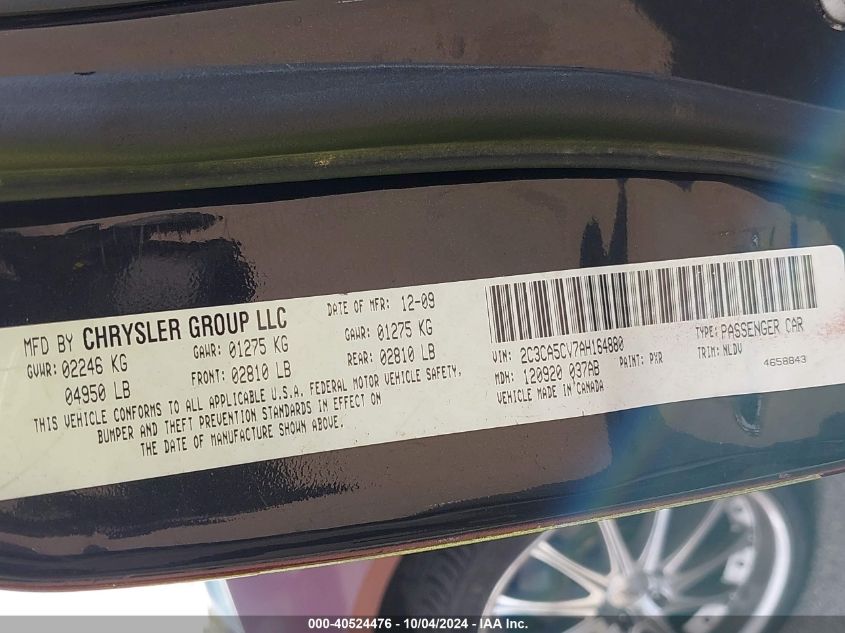 MFD BY CHRYSLER GROUP LLC DATE OF MFR: 12-09
GVWR: 02246 KG GAWR: 01275 KG GAWR: 01275 KG
04950 LB FRONT: 02810 LB REAR: 02810 LB
THIS VEHICLE CONFORMS TO ALL APPLICABLE U.S.A. FEDERAL MOTOR VEHICLE SAFETY,
BUMPER AND THEFT PREVENTION STANDARDS IN EFFECT ON
THE DATE OF MANUFACTURE SHOWN ABOVE.
VIN: 2C3CA5CV7AH164880 TYPE: PASSENGER CAR
MDH: 120920 037AB PAINT: PXR TRIM: NLDV
VEHICLE MADE IN CANADA 4658843
000-40524476 - 10/04/2024 - IAA Inc.